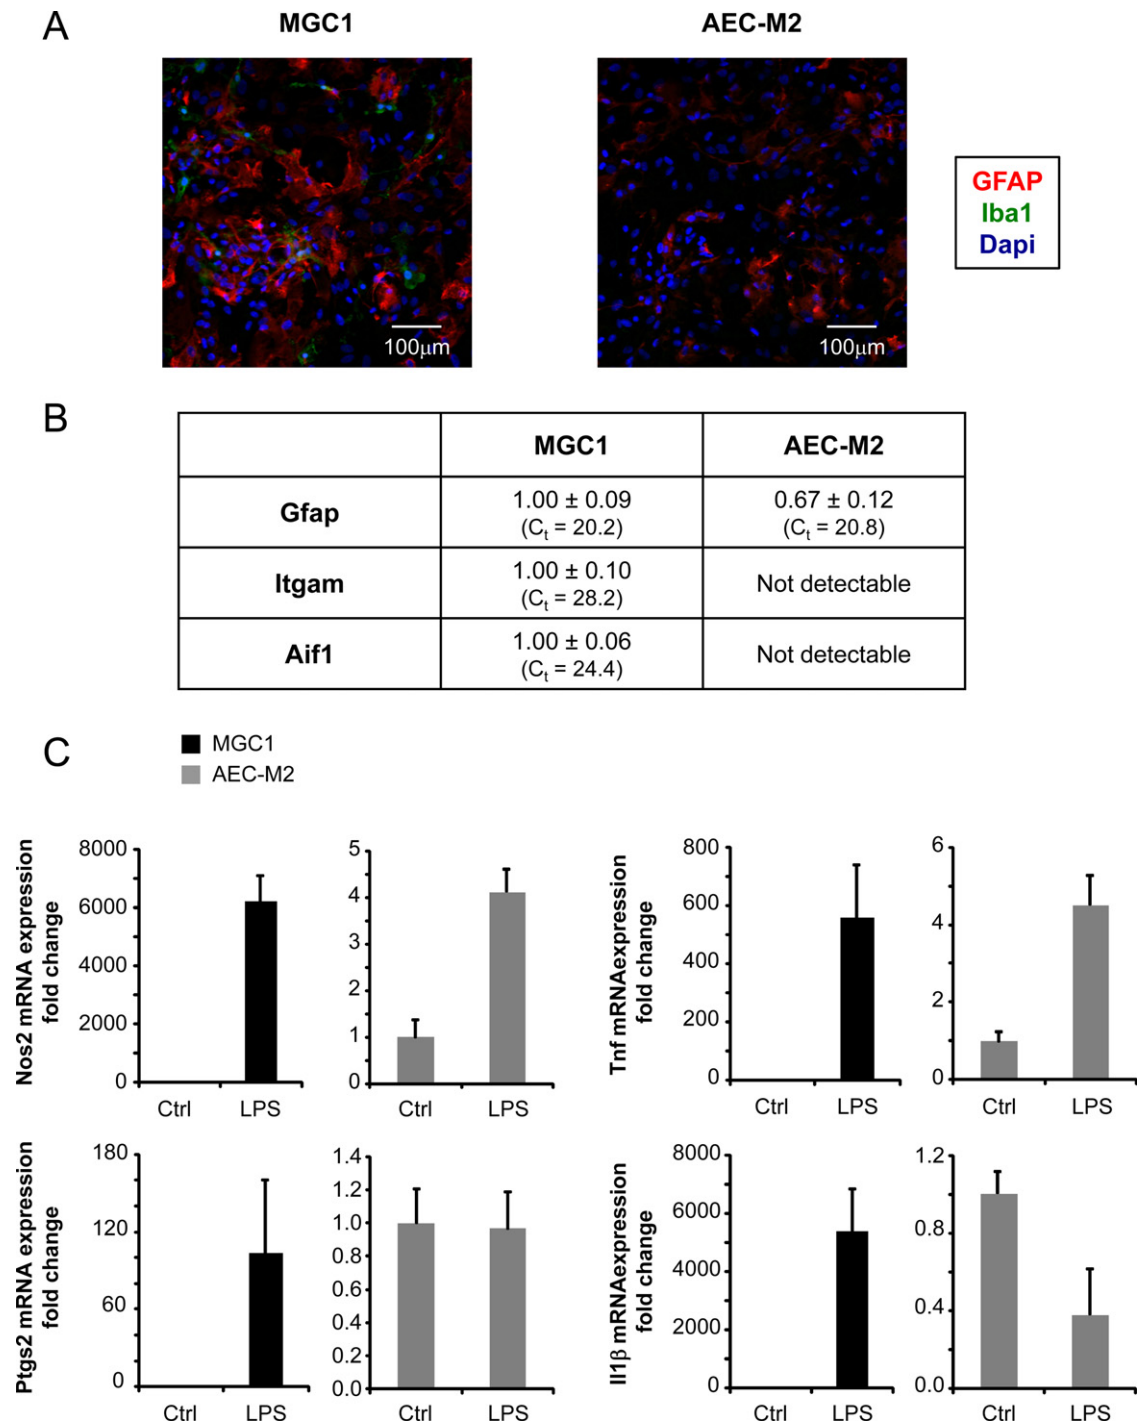 A
MGC1
AEC-M2
100μm
100μm
GFAP
Iba1
Dapi
B
MGC1
AEC-M2
Gfap
1.00 ± 0.09
(Ct = 20.2)
0.67 ± 0.12
(Ct = 20.8)
Itgam
1.00 ± 0.10
(Ct = 28.2)
Not detectable
Aif1
1.00 ± 0.06
(Ct = 24.4)
Not detectable
C
MGC1
AEC-M2
Nos2 mRNA expression
fold change
8000
6000
4000
2000
0
Ctrl
LPS
5
4
3
2
1
0
Ctrl
LPS
Tnf mRNAexpression
fold change
800
600
400
200
0
Ctrl
LPS
6
4
2
0
Ctrl
LPS
Ptgs2 mRNA expression
fold change
180
120
60
0
Ctrl
LPS
1.4
1.2
1.0
0.8
0.6
0.4
0.2
0.0
Ctrl
LPS
Il1β mRNAexpression
fold change
8000
6000
4000
2000
0
Ctrl
LPS
1.2
0.8
0.4
0.0
Ctrl
LPS